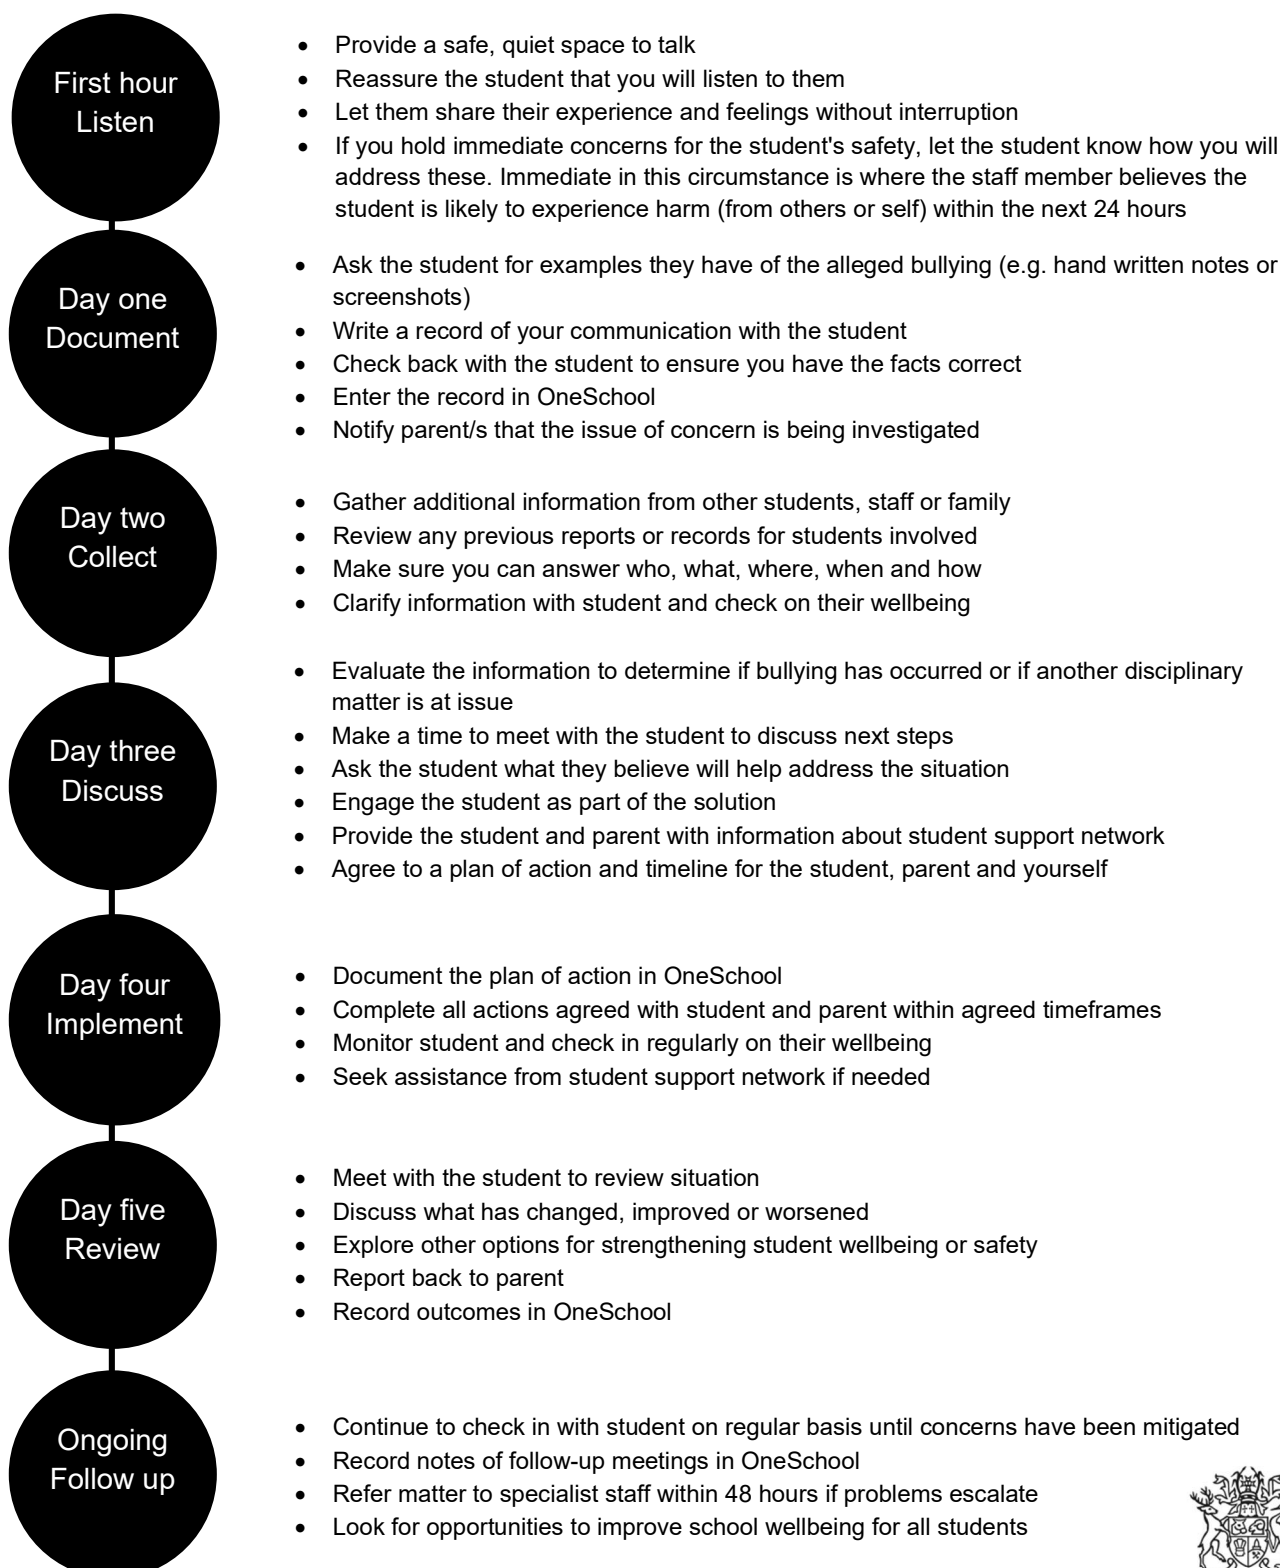 First hour
Listen
• Provide a safe, quiet space to talk
• Reassure the student that you will listen to them
• Let them share their experience and feelings without interruption
• If you hold immediate concerns for the student's safety, let the student know how you will
address these. Immediate in this circumstance is where the staff member believes the
student is likely to experience harm (from others or self) within the next 24 hours
Day one
Document
• Ask the student for examples they have of the alleged bullying (e.g. hand written notes or
screenshots)
• Write a record of your communication with the student
• Check back with the student to ensure you have the facts correct
• Enter the record in OneSchool
• Notify parent/s that the issue of concern is being investigated
Day two
Collect
• Gather additional information from other students, staff or family
• Review any previous reports or records for students involved
• Make sure you can answer who, what, where, when and how
• Clarify information with student and check on their wellbeing
Day three
Discuss
• Evaluate the information to determine if bullying has occurred or if another disciplinary
matter is at issue
• Make a time to meet with the student to discuss next steps
• Ask the student what they believe will help address the situation
• Engage the student as part of the solution
• Provide the student and parent with information about student support network
• Agree to a plan of action and timeline for the student, parent and yourself
Day four
Implement
• Document the plan of action in OneSchool
• Complete all actions agreed with student and parent within agreed timeframes
• Monitor student and check in regularly on their wellbeing
• Seek assistance from student support network if needed
Day five
Review
• Meet with the student to review situation
• Discuss what has changed, improved or worsened
• Explore other options for strengthening student wellbeing or safety
• Report back to parent
• Record outcomes in OneSchool
Ongoing
Follow up
• Continue to check in with student on regular basis until concerns have been mitigated
• Record notes of follow-up meetings in OneSchool
• Refer matter to specialist staff within 48 hours if problems escalate
• Look for opportunities to improve school wellbeing for all students